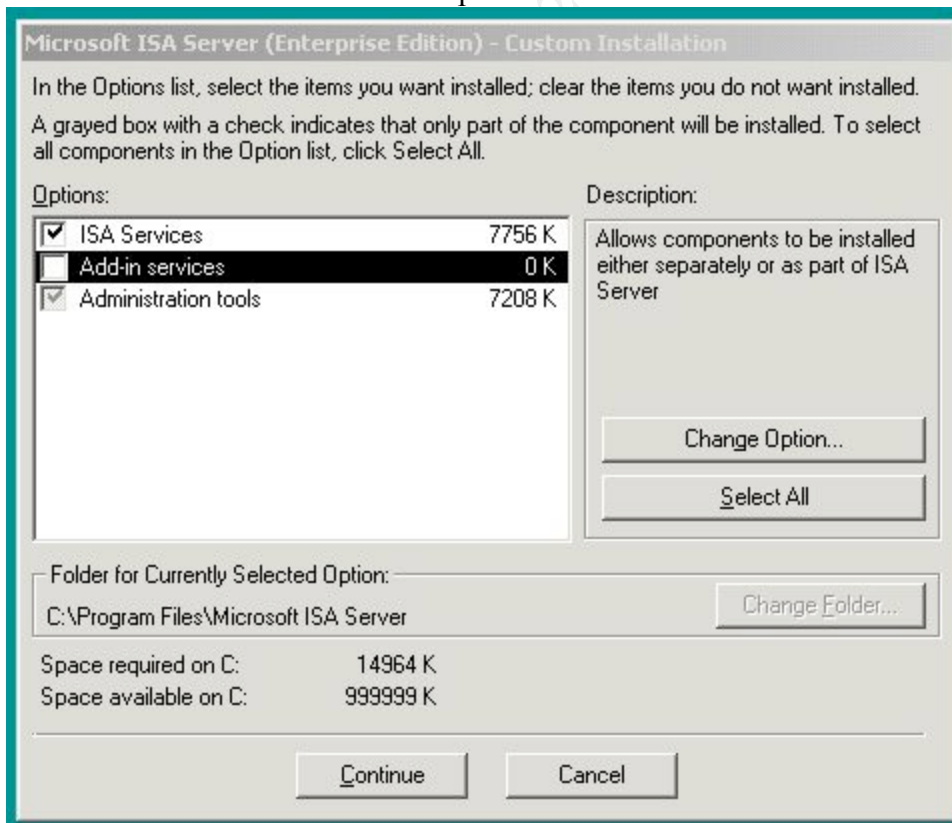 Microsoft ISA Server (Enterprise Edition) - Custom Installation
In the Options list, select the items you want installed; clear the items you do not want installed.
A grayed box with a check indicates that only part of the component will be installed. To select
all components in the Option list, click Select All.
Options:
Description:
ISA Services 7756 K
Add-in services 0 K
Administration tools 7208 K
Allows components to be installed
either separately or as part of ISA
Server
Change Option...
Select All
Folder for Currently Selected Option:
C:\Program Files\Microsoft ISA Server
Change Folder...
Space required on C: 14964 K
Space available on C: 999999 K
Continue Cancel